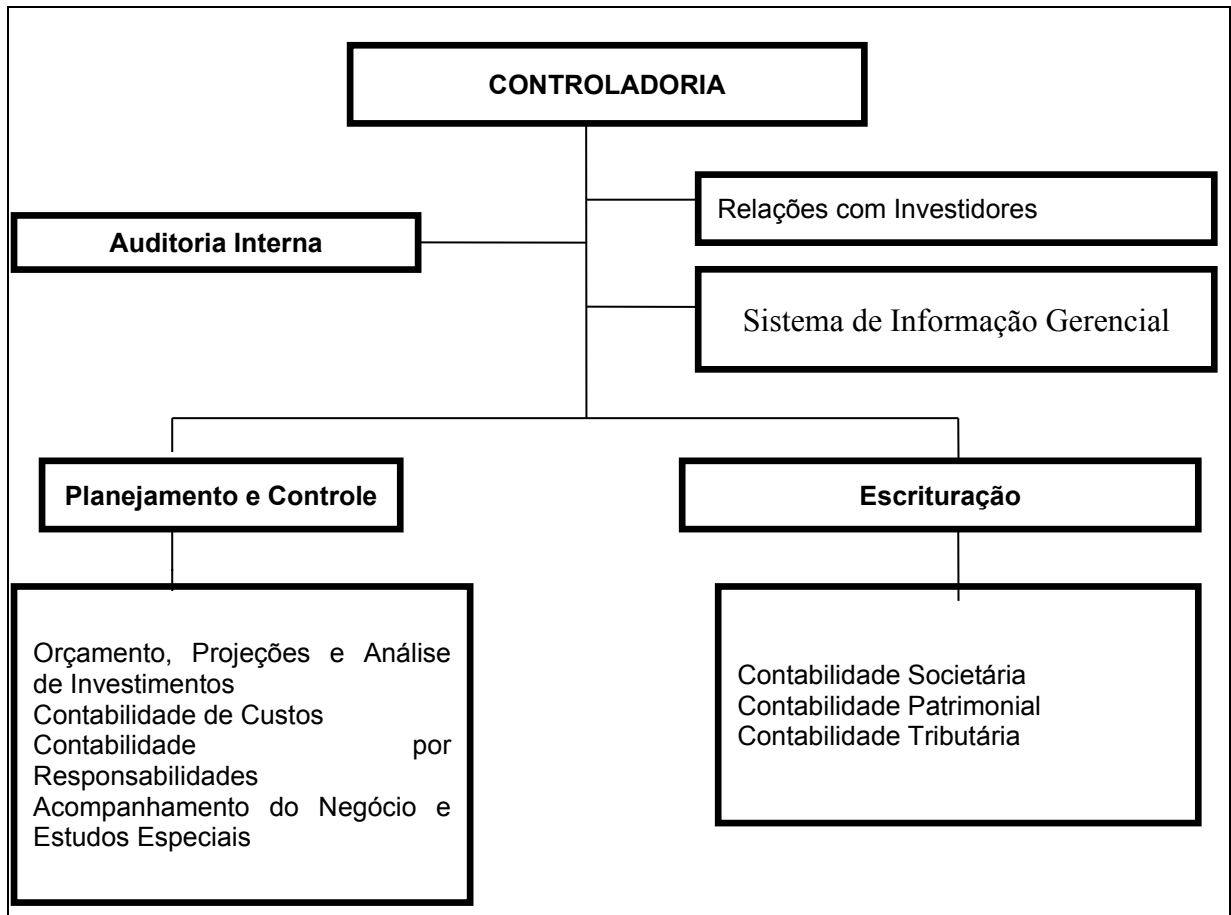 CONTROLADORIA
Relações com Investidores
Auditoria Interna
Sistema de Informação Gerencial
Planejamento e Controle
Escrituração
Orçamento, Projeções e Análise
de Investimentos
Contabilidade de Custos
Contabilidade por
Responsabilidades
Acompanhamento do Negócio e
Estudos Especiais
Contabilidade Societária
Contabilidade Patrimonial
Contabilidade Tributária